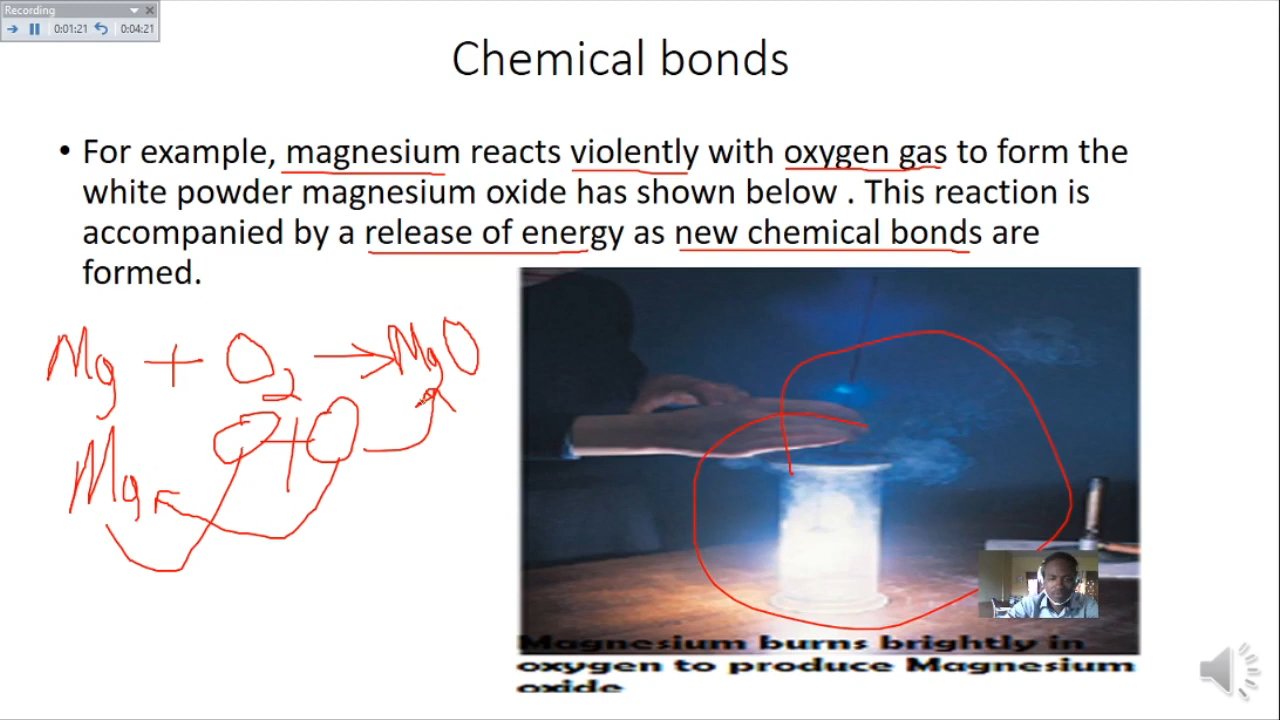 Recording
0:01:21 0:04:21
Chemical bonds
• For example, magnesium reacts violently with oxygen gas to form the
white powder magnesium oxide has shown below . This reaction is
accompanied by a release of energy as new chemical bonds are
formed.
Mg + O2 → MgO
Mg O+O
Magnesium burns brightly in
oxygen to produce Magnesium
oxide